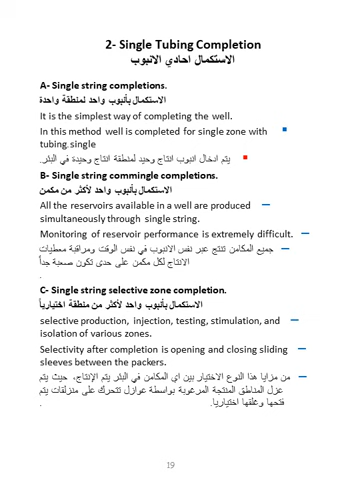 2- Single Tubing Completion
الاستكمال احادي الانبوب
A- Single string completions.
الاستكمال بأنبوب واحد لمنطقة واحدة
It is the simplest way of completing the well.
In this method well is completed for single zone with
tubing.single
يتم ادخال انبوب انتاج وحيد لمنطقة انتاج وحيدة في البئر.
B- Single string commingle completions.
الاستكمال بأنبوب واحد لأكثر من مكمن
All the reservoirs available in a well are produced
simultaneously through single string.
Monitoring of reservoir performance is extremely difficult.
جميع المكامن تنتج عبر نفس الانبوب في نفس الوقت ومراقبة معطيات
الانتاج لكل مكمن على حدى تكون صعبة جداً
.
C- Single string selective zone completion.
الاستكمال بأنبوب واحد لأكثر من منطقة اختيارياً
selective production, injection, testing, stimulation, and
isolation of various zones.
Selectivity after completion is opening and closing sliding
sleeves between the packers.
من مزايا هذا النوع الاختيار بين اي المكامن في البئر يتم الإنتاج، حيث يتم
عزل المناطق المنتجة المرغوبة بواسطة عوازل تتحرك على منزلقات يتم
فتحها وغلقها اختياريا.
.
19